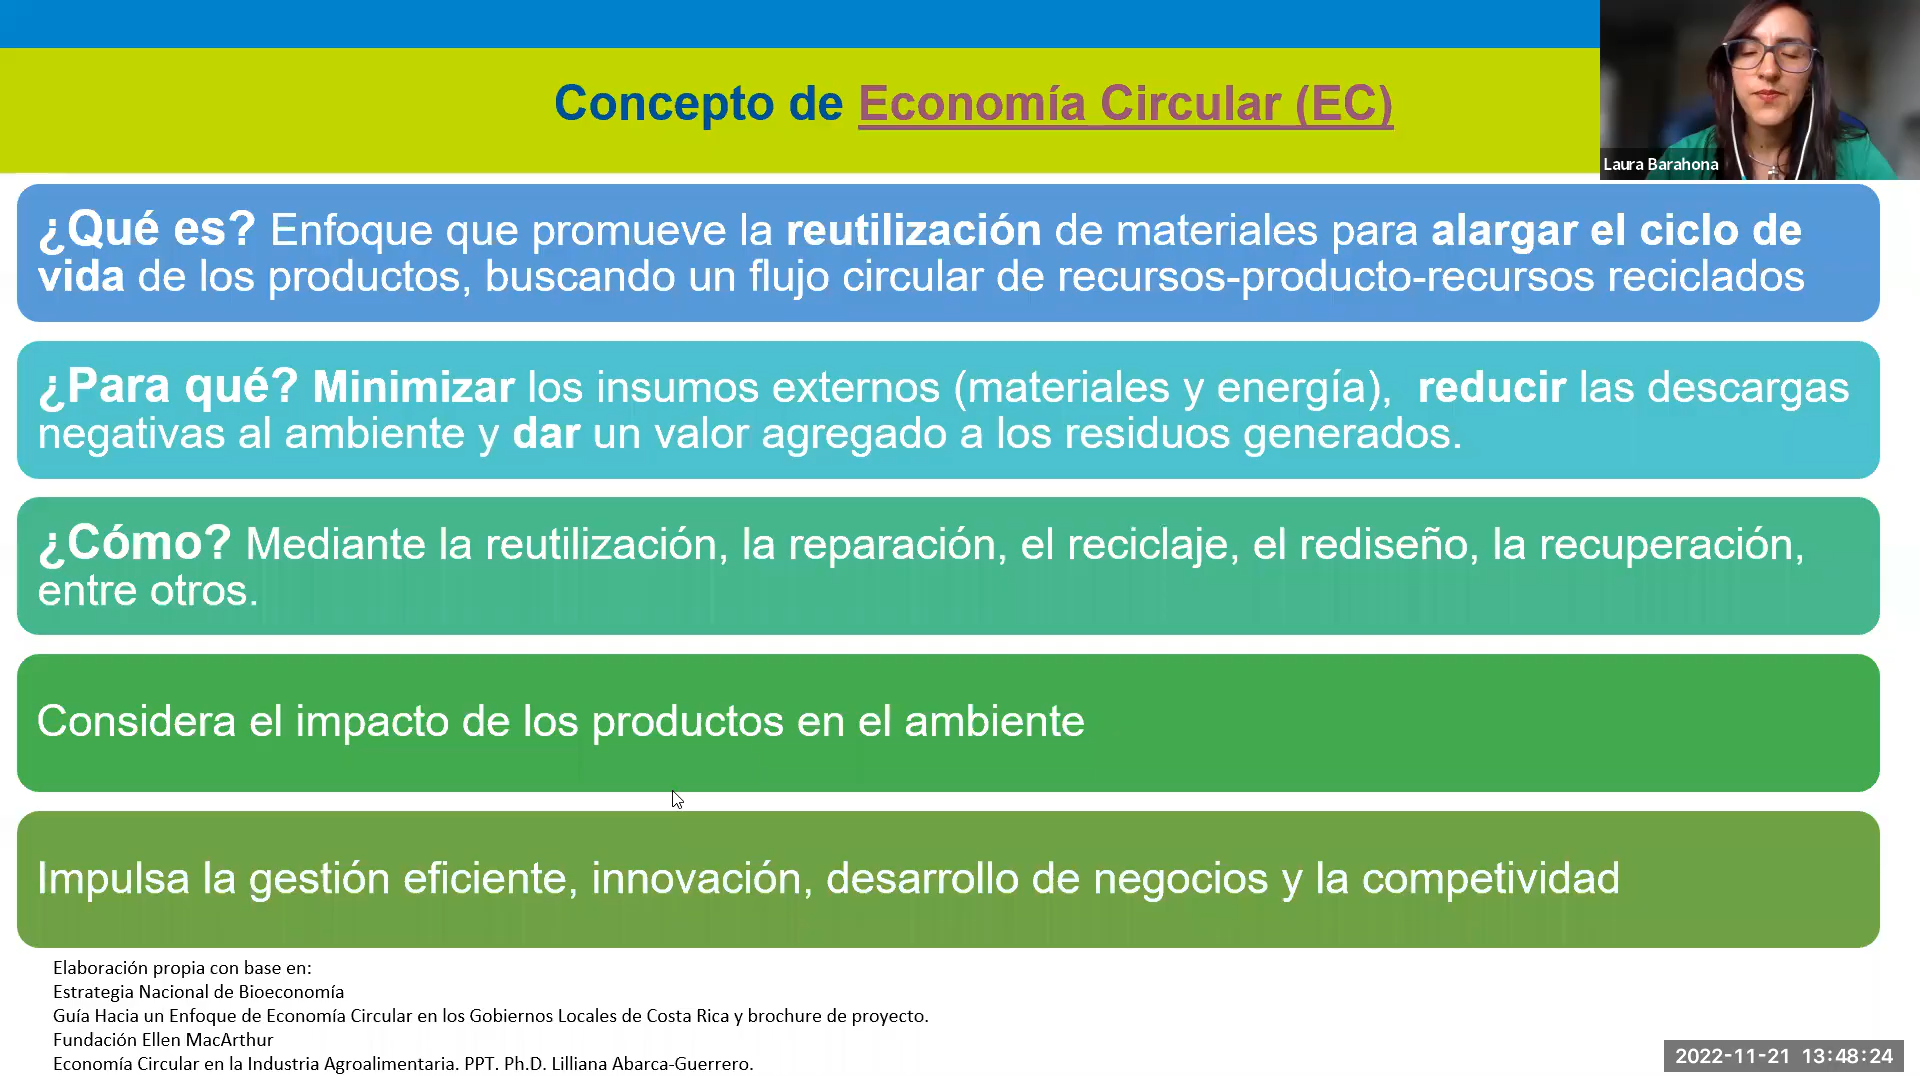 Concepto de Economía Circular (EC)
Laura Barahona
¿Qué es? Enfoque que promueve la reutilización de materiales para alargar el ciclo de
vida de los productos, buscando un flujo circular de recursos-producto-recursos reciclados
¿Para qué? Minimizar los insumos externos (materiales y energía), reducir las descargas
negativas al ambiente y dar un valor agregado a los residuos generados.
¿Cómo? Mediante la reutilización, la reparación, el reciclaje, el rediseño, la recuperación,
entre otros.
Considera el impacto de los productos en el ambiente
Impulsa la gestión eficiente, innovación, desarrollo de negocios y la competividad
Elaboración propia con base en:
Estrategia Nacional de Bioeconomía
Guía Hacia un Enfoque de Economía Circular en los Gobiernos Locales de Costa Rica y brochure de proyecto.
Fundación Ellen MacArthur
Economía Circular en la Industria Agroalimentaria. PPT. Ph.D. Lilliana Abarca-Guerrero.
2022-11-21 13:48:24